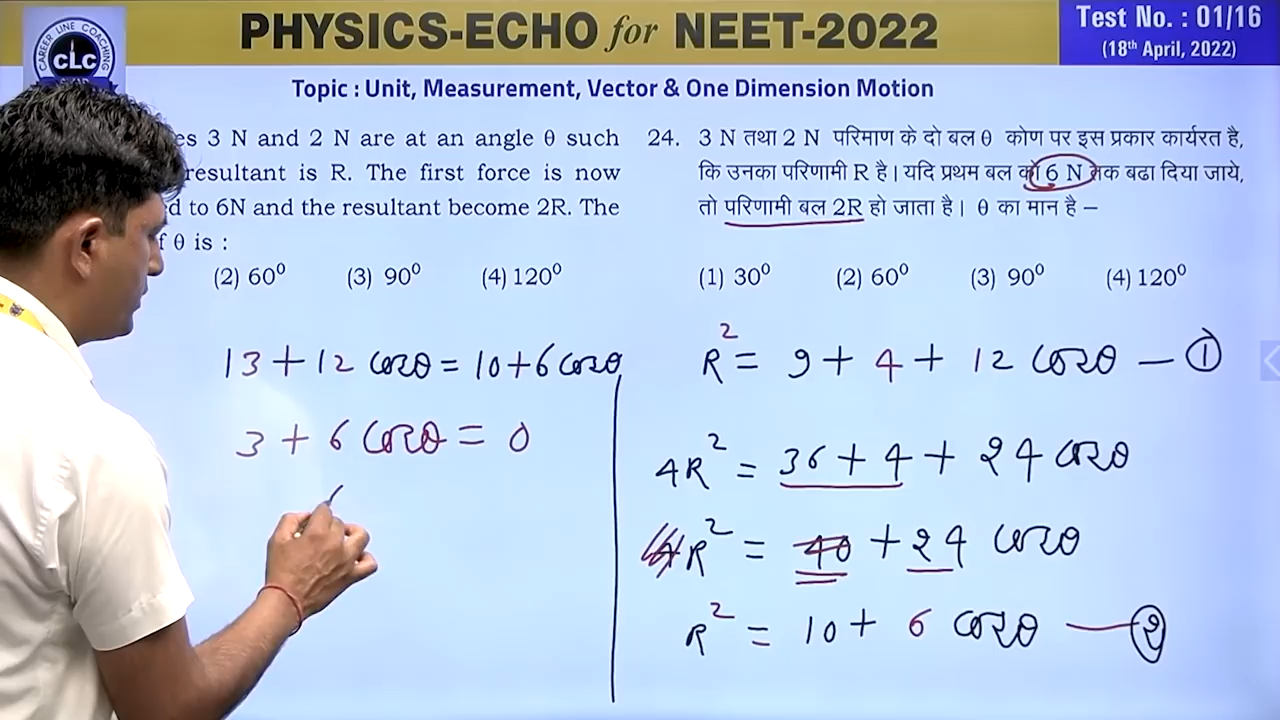 PHYSICS-ECHO for NEET-2022
Test No. : 01/16
(18th April, 2022)
CAREER LINE COACHING
CLC
Topic : Unit, Measurement, Vector & One Dimension Motion
3 N and 2 N are at an angle θ such
resultant is R. The first force is now
to 6N and the resultant become 2R. The
θ is :
(2) 60⁰ (3) 90⁰ (4) 120⁰
24. 3 N तथा 2 N परिमाण के दो बल θ कोण पर इस प्रकार कार्यरत है,
कि उनका परिणामी R है। यदि प्रथम बल को 6 N तक बढा दिया जाये,
तो परिणामी बल 2R हो जाता है। θ का मान है –
(1) 30⁰ (2) 60⁰ (3) 90⁰ (4) 120⁰
13 + 12 cosθ = 10 + 6 cosθ
3 + 6 cosθ = 0
6
R² = 9 + 4 + 12 cosθ — ①
4R² = 36 + 4 + 24 cosθ
4R² = 40 + 24 cosθ
R² = 10 + 6 cosθ — ②